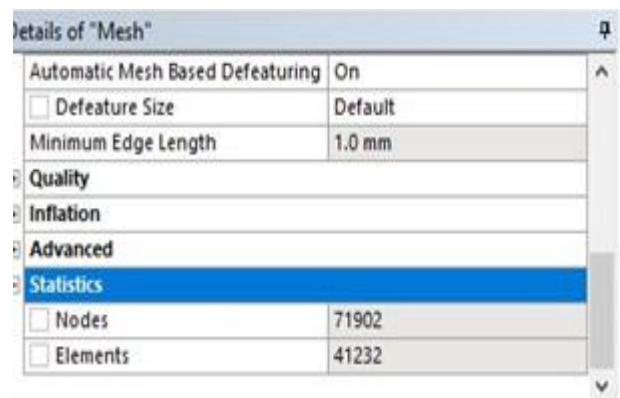 Details of "Mesh"
Automatic Mesh Based Defeaturing On
Defeature Size Default
Minimum Edge Length 1.0 mm
Quality
Inflation
Advanced
Statistics
Nodes 71902
Elements 41232